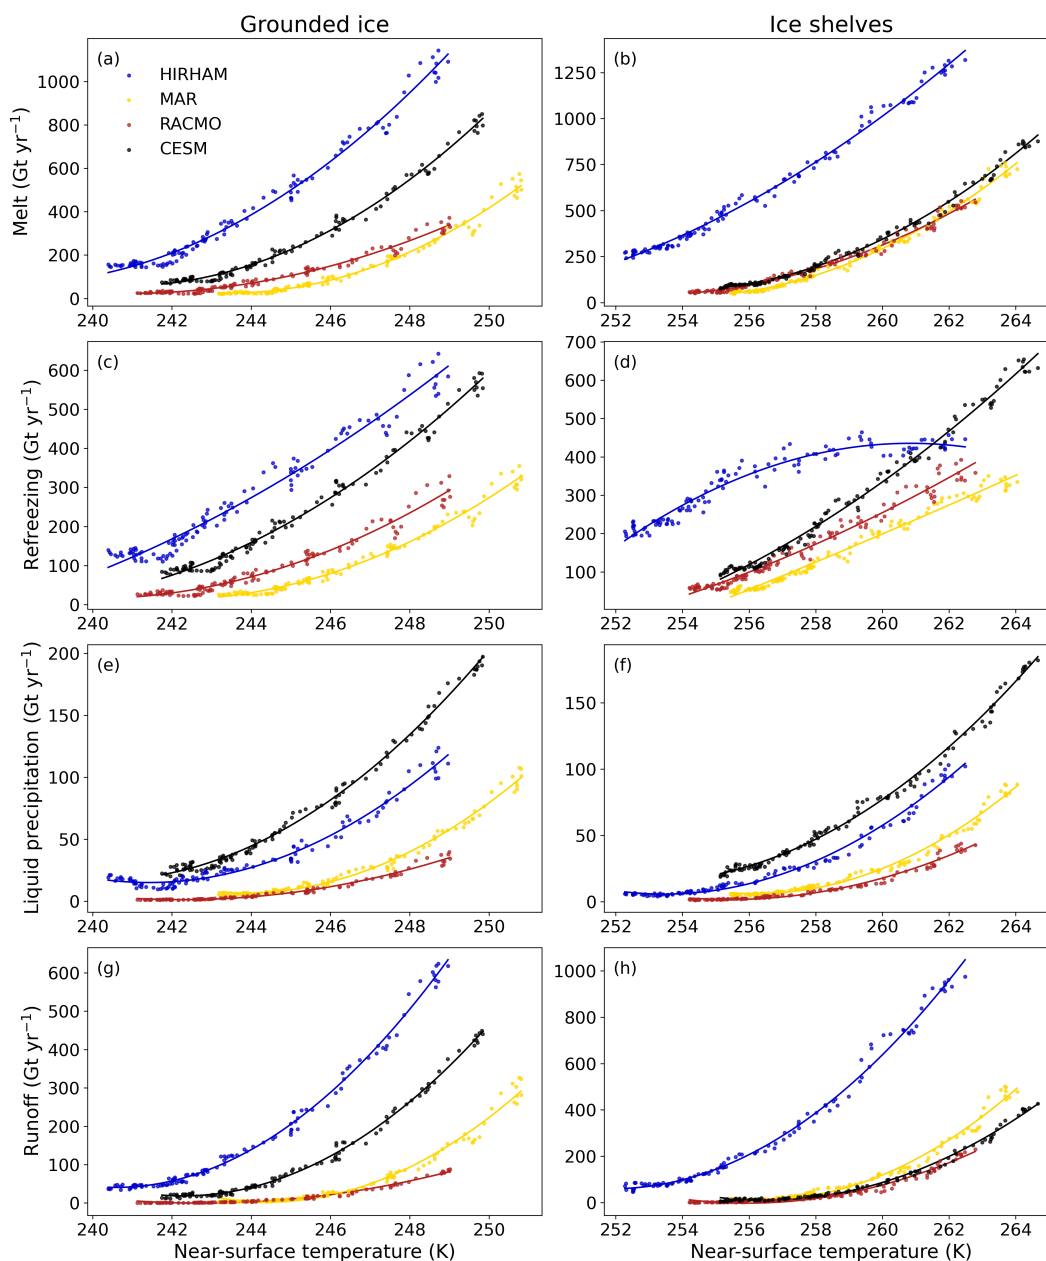 Grounded ice
Ice shelves
(a)
HIRHAM
MAR
RACMO
CESM
Melt (Gt yr⁻¹)
0
200
400
600
800
1000
240 242 244 246 248 250
(b)
0
250
500
750
1000
1250
252 254 256 258 260 262 264
(c)
Refreezing (Gt yr⁻¹)
0
100
200
300
400
500
600
240 242 244 246 248 250
(d)
100
200
300
400
500
600
700
252 254 256 258 260 262 264
(e)
Liquid precipitation (Gt yr⁻¹)
0
50
100
150
200
240 242 244 246 248 250
(f)
0
50
100
150
252 254 256 258 260 262 264
(g)
Runoff (Gt yr⁻¹)
0
100
200
300
400
500
600
240 242 244 246 248 250
Near-surface temperature (K)
(h)
0
200
400
600
800
1000
252 254 256 258 260 262 264
Near-surface temperature (K)